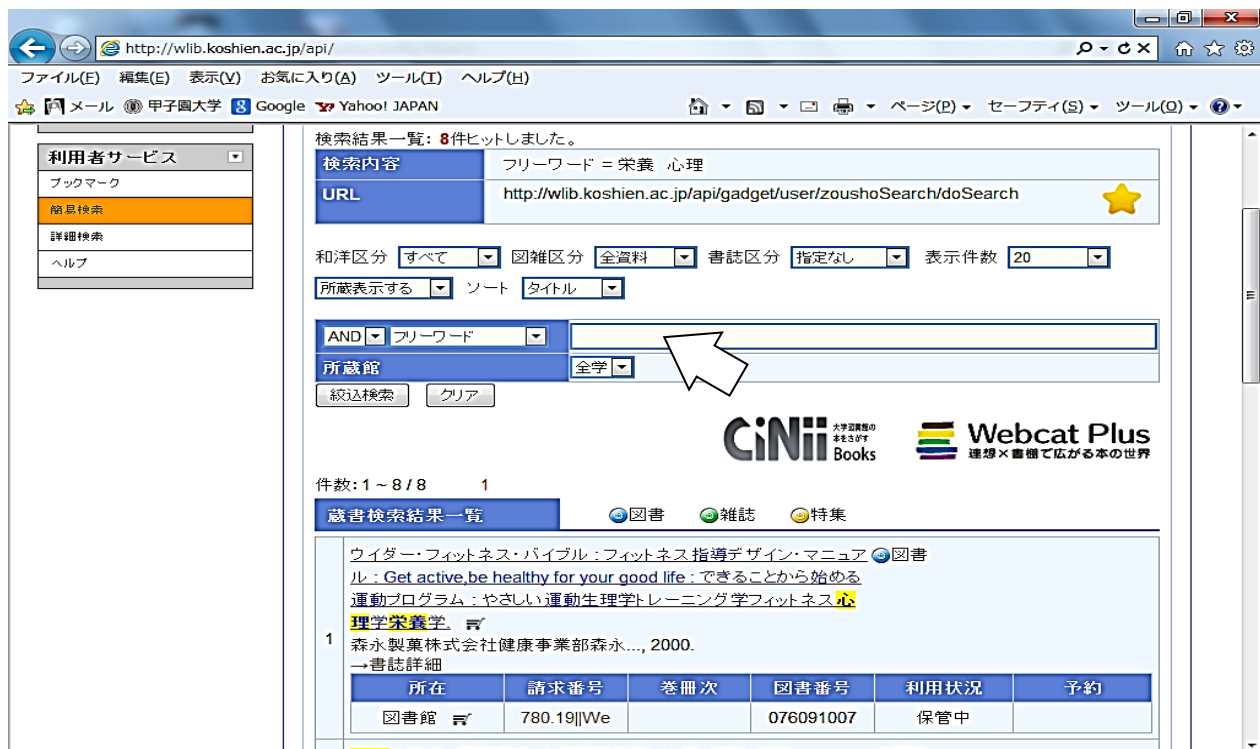 http://wlib.koshien.ac.jp/api/
ファイル(F) 編集(E) 表示(V) お気に入り(A) ツール(T) ヘルプ(H)
メール 甲子園大学 Google Yahoo! JAPAN ページ(P) セーフティ(S) ツール(O)
利用者サービス
ブックマーク
簡易検索
詳細検索
ヘルプ
検索結果一覧: 8件ヒットしました。
検索内容 フリーワード = 栄養 心理
URL http://wlib.koshien.ac.jp/api/gadget/user/zoushoSearch/doSearch
和洋区分 すべて 図雑区分 全資料 書誌区分 指定なし 表示件数 20
所蔵表示する ソート タイトル
AND フリーワード
所蔵館 全学
絞込検索 クリア
CiNii 大学図書館の本をさがす Books
Webcat Plus
連想×書棚で広がる本の世界
件数:1～8/8 1
蔵書検索結果一覧 図書 雑誌 特集
ウイダー・フィットネス・バイブル : フィットネス指導デザイン・マニュア 図書
ル : Get active,be healthy for your good life : できることから始める
運動プログラム : やさしい運動生理学トレーニング学フィットネス心
理学栄養学.
1
森永製菓株式会社健康事業部森永..., 2000.
→書誌詳細
所在 請求番号 巻冊次 図書番号 利用状況 予約
図書館 780.19||We 076091007 保管中